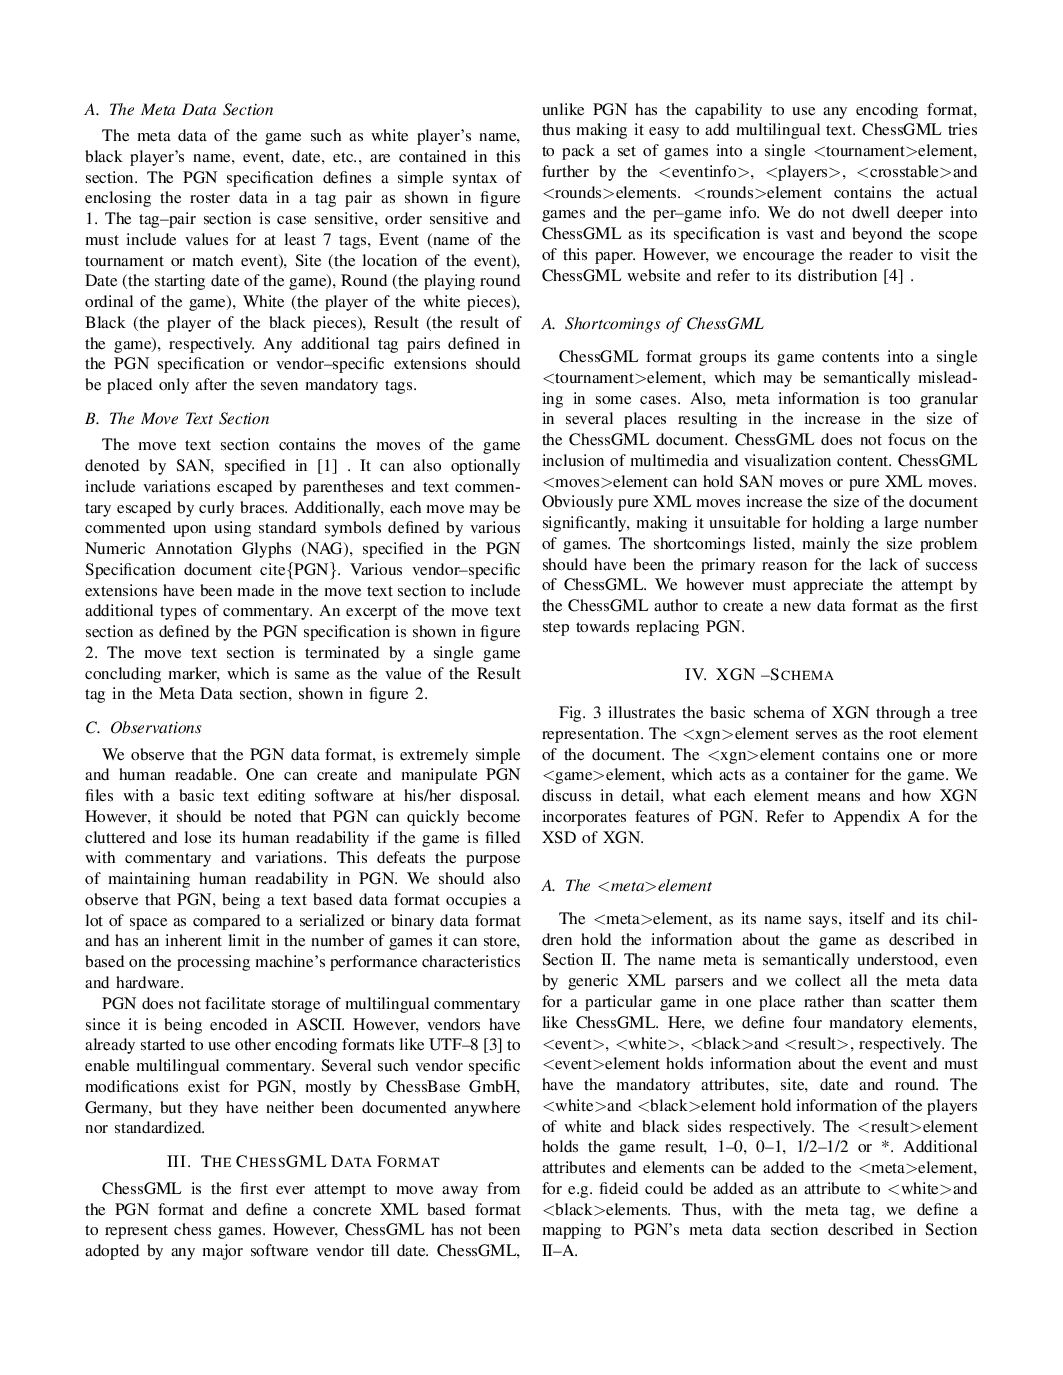 A. The Meta Data Section
The meta data of the game such as white player's name,
black player's name, event, date, etc., are contained in this
section. The PGN specification defines a simple syntax of
enclosing the roster data in a tag pair as shown in figure
1. The tag–pair section is case sensitive, order sensitive and
must include values for at least 7 tags, Event (name of the
tournament or match event), Site (the location of the event),
Date (the starting date of the game), Round (the playing round
ordinal of the game), White (the player of the white pieces),
Black (the player of the black pieces), Result (the result of
the game), respectively. Any additional tag pairs defined in
the PGN specification or vendor–specific extensions should
be placed only after the seven mandatory tags.
B. The Move Text Section
The move text section contains the moves of the game
denoted by SAN, specified in [1] . It can also optionally
include variations escaped by parentheses and text commen-
tary escaped by curly braces. Additionally, each move may be
commented upon using standard symbols defined by various
Numeric Annotation Glyphs (NAG), specified in the PGN
Specification document cite{PGN}. Various vendor–specific
extensions have been made in the move text section to include
additional types of commentary. An excerpt of the move text
section as defined by the PGN specification is shown in figure
2. The move text section is terminated by a single game
concluding marker, which is same as the value of the Result
tag in the Meta Data section, shown in figure 2.
C. Observations
We observe that the PGN data format, is extremely simple
and human readable. One can create and manipulate PGN
files with a basic text editing software at his/her disposal.
However, it should be noted that PGN can quickly become
cluttered and lose its human readability if the game is filled
with commentary and variations. This defeats the purpose
of maintaining human readability in PGN. We should also
observe that PGN, being a text based data format occupies a
lot of space as compared to a serialized or binary data format
and has an inherent limit in the number of games it can store,
based on the processing machine's performance characteristics
and hardware.
PGN does not facilitate storage of multilingual commentary
since it is being encoded in ASCII. However, vendors have
already started to use other encoding formats like UTF–8 [3] to
enable multilingual commentary. Several such vendor specific
modifications exist for PGN, mostly by ChessBase GmbH,
Germany, but they have neither been documented anywhere
nor standardized.
III. THE CHESSGML DATA FORMAT
ChessGML is the first ever attempt to move away from
the PGN format and define a concrete XML based format
to represent chess games. However, ChessGML has not been
adopted by any major software vendor till date. ChessGML,
unlike PGN has the capability to use any encoding format,
thus making it easy to add multilingual text. ChessGML tries
to pack a set of games into a single <tournament>element,
further by the <eventinfo>, <players>, <crosstable>and
<rounds>elements. <rounds>element contains the actual
games and the per–game info. We do not dwell deeper into
ChessGML as its specification is vast and beyond the scope
of this paper. However, we encourage the reader to visit the
ChessGML website and refer to its distribution [4] .
A. Shortcomings of ChessGML
ChessGML format groups its game contents into a single
<tournament>element, which may be semantically mislead-
ing in some cases. Also, meta information is too granular
in several places resulting in the increase in the size of
the ChessGML document. ChessGML does not focus on the
inclusion of multimedia and visualization content. ChessGML
<moves>element can hold SAN moves or pure XML moves.
Obviously pure XML moves increase the size of the document
significantly, making it unsuitable for holding a large number
of games. The shortcomings listed, mainly the size problem
should have been the primary reason for the lack of success
of ChessGML. We however must appreciate the attempt by
the ChessGML author to create a new data format as the first
step towards replacing PGN.
IV. XGN –SCHEMA
Fig. 3 illustrates the basic schema of XGN through a tree
representation. The <xgn>element serves as the root element
of the document. The <xgn>element contains one or more
<game>element, which acts as a container for the game. We
discuss in detail, what each element means and how XGN
incorporates features of PGN. Refer to Appendix A for the
XSD of XGN.
A. The <meta>element
The <meta>element, as its name says, itself and its chil-
dren hold the information about the game as described in
Section II. The name meta is semantically understood, even
by generic XML parsers and we collect all the meta data
for a particular game in one place rather than scatter them
like ChessGML. Here, we define four mandatory elements,
<event>, <white>, <black>and <result>, respectively. The
<event>element holds information about the event and must
have the mandatory attributes, site, date and round. The
<white>and <black>element hold information of the players
of white and black sides respectively. The <result>element
holds the game result, 1–0, 0–1, 1/2–1/2 or *. Additional
attributes and elements can be added to the <meta>element,
for e.g. fideid could be added as an attribute to <white>and
<black>elements. Thus, with the meta tag, we define a
mapping to PGN's meta data section described in Section
II–A.